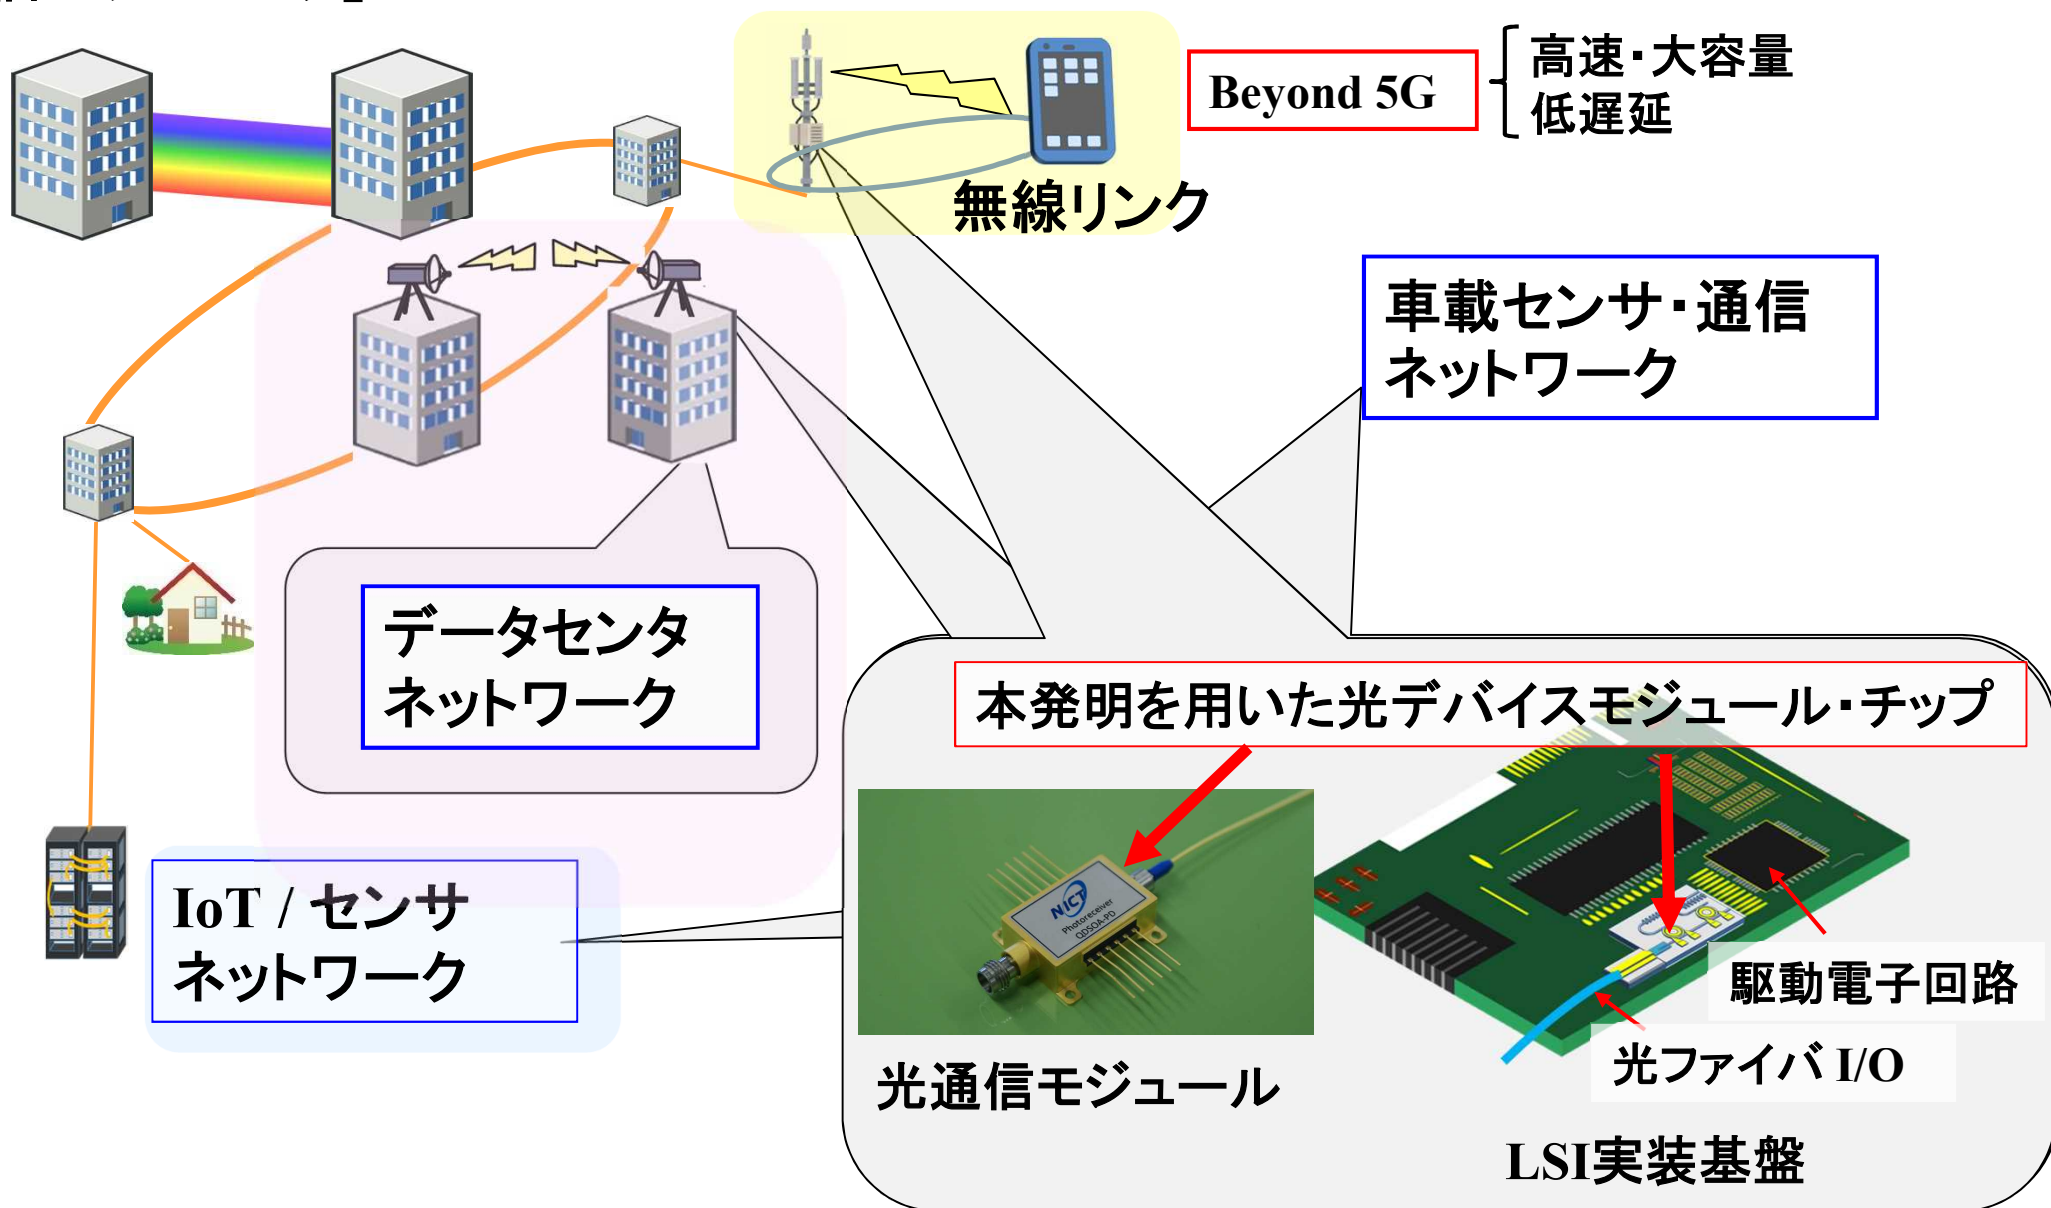 Beyond 5G
高速・大容量
低遅延
無線リンク
車載センサ・通信
ネットワーク
データセンタ
ネットワーク
本発明を用いた光デバイスモジュール・チップ
NICT
Photoreceiver
QDSOA-PD
IoT / センサ
ネットワーク
駆動電子回路
光ファイバ I/O
光通信モジュール
LSI実装基盤